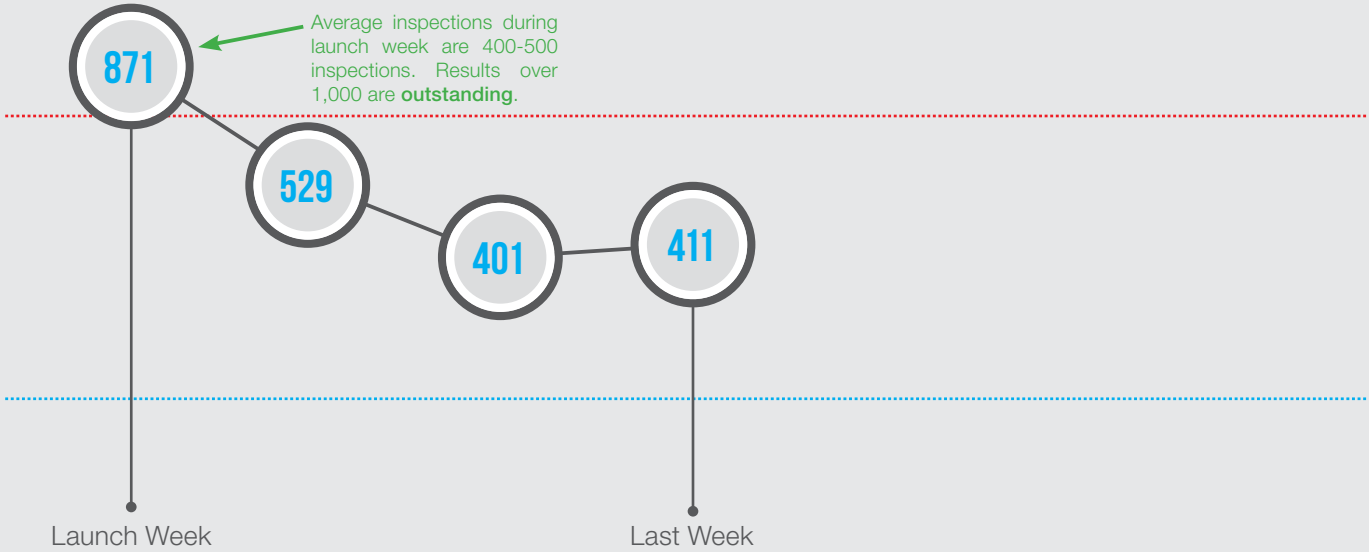 871
Average inspections during
launch week are 400-500
inspections. Results over
1,000 are outstanding.
529
401
411
Launch Week
Last Week